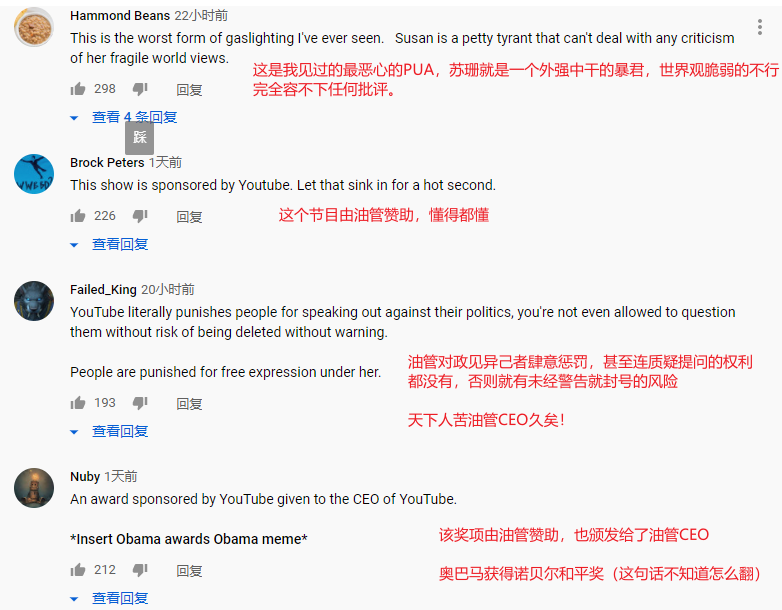 Hammond Beans 22小时前
This is the worst form of gaslighting I've ever seen. Susan is a petty tyrant that can't deal with any criticism
of her fragile world views.
这是我见过的最恶心的PUA，苏珊就是一个外强中干的暴君，世界观脆弱的不行
完全容不下任何批评。
298 回复
查看 4 条回复
踩
Brock Peters 1天前
This show is sponsored by Youtube. Let that sink in for a hot second.
226 回复
这个节目由油管赞助，懂得都懂
查看回复
Failed_King 20小时前
YouTube literally punishes people for speaking out against their politics, you're not even allowed to question
them without risk of being deleted without warning.
油管对政见异己者肆意惩罚，甚至连质疑提问的权利
People are punished for free expression under her.
都没有，否则就有未经警告就封号的风险
193 回复
天下人苦油管CEO久矣！
查看回复
Nuby 1天前
An award sponsored by YouTube given to the CEO of YouTube.
*Insert Obama awards Obama meme*
该奖项由油管赞助，也颁发给了油管CEO
212 回复
奥巴马获得诺贝尔和平奖（这句话不知道怎么翻）
查看回复